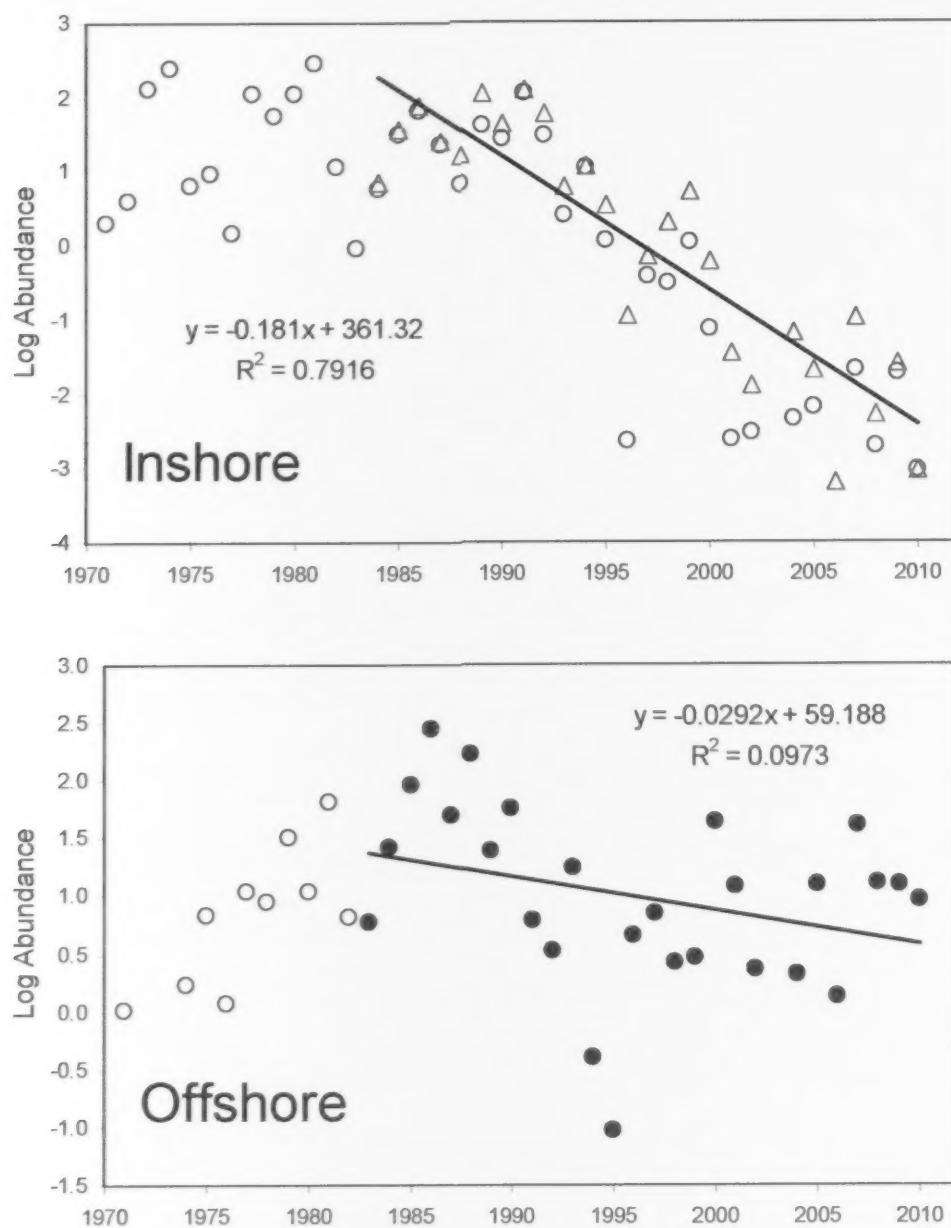 3
2
1
0
-1
-2
-3
-4
Log Abundance
y = -0.181x + 361.32
R² = 0.7916
Inshore
1970 1975 1980 1985 1990 1995 2000 2005 2010
3.0
2.5
2.0
1.5
1.0
0.5
0.0
-0.5
-1.0
-1.5
Log Abundance
y = -0.0292x + 59.188
R² = 0.0973
Offshore
1970 1975 1980 1985 1990 1995 2000 2005 2010